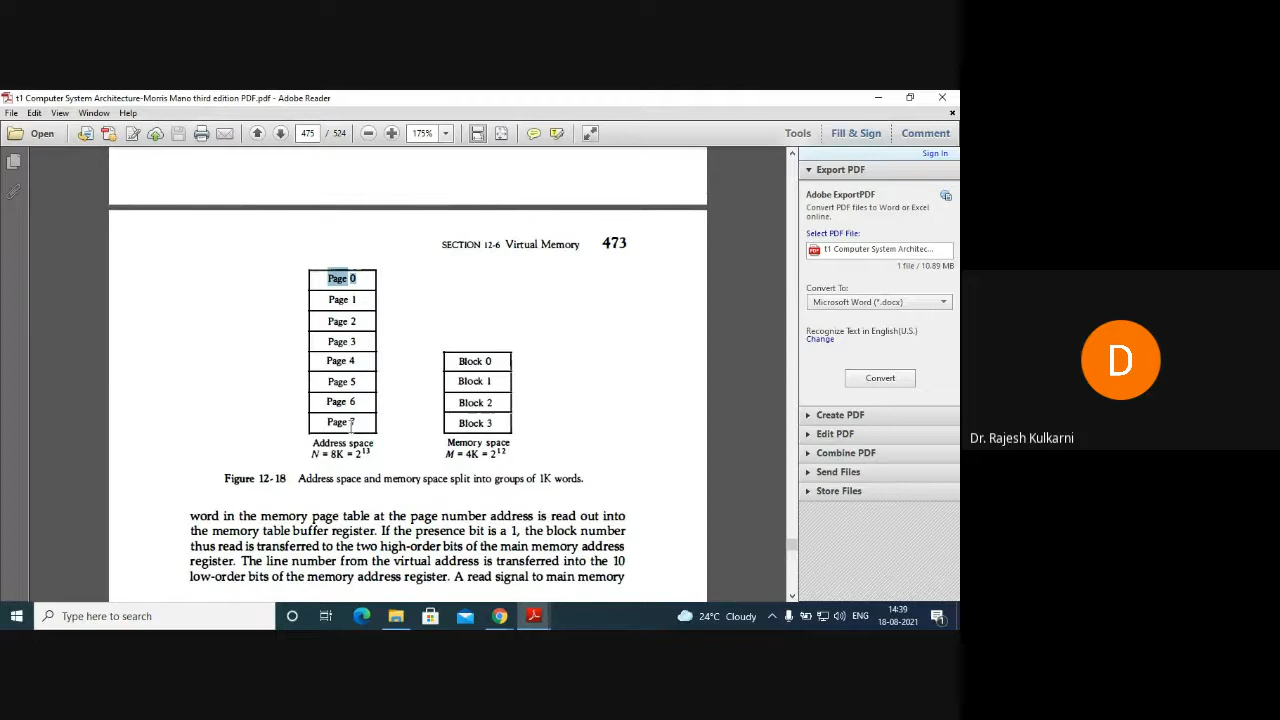 t1 Computer System Architecture-Morris Mano third edition PDF.pdf - Adobe Reader
File Edit View Window Help
Open 475 / 524 175% Tools Fill & Sign Comment
Sign In
Export PDF
Adobe ExportPDF
Convert PDF files to Word or Excel
online.
Select PDF File:
t1 Computer System Architec...
1 file / 10.89 MB
Convert To:
Microsoft Word (*.docx)
Recognize Text in English(U.S.)
Change
Convert
Create PDF
Edit PDF
Combine PDF
Send Files
Store Files
SECTION 12-6 Virtual Memory 473
Page 0
Page 1
Page 2
Page 3
Page 4
Page 5
Page 6
Page 7
Address space
N = 8K = 2¹³
Block 0
Block 1
Block 2
Block 3
Memory space
M = 4K = 2¹²
Figure 12-18 Address space and memory space split into groups of 1K words.
word in the memory page table at the page number address is read out into
the memory table buffer register. If the presence bit is a 1, the block number
thus read is transferred to the two high-order bits of the main memory address
register. The line number from the virtual address is transferred into the 10
low-order bits of the memory address register. A read signal to main memory
Type here to search
24°C Cloudy
ENG
14:39
18-08-2021
1
D
Dr. Rajesh Kulkarni